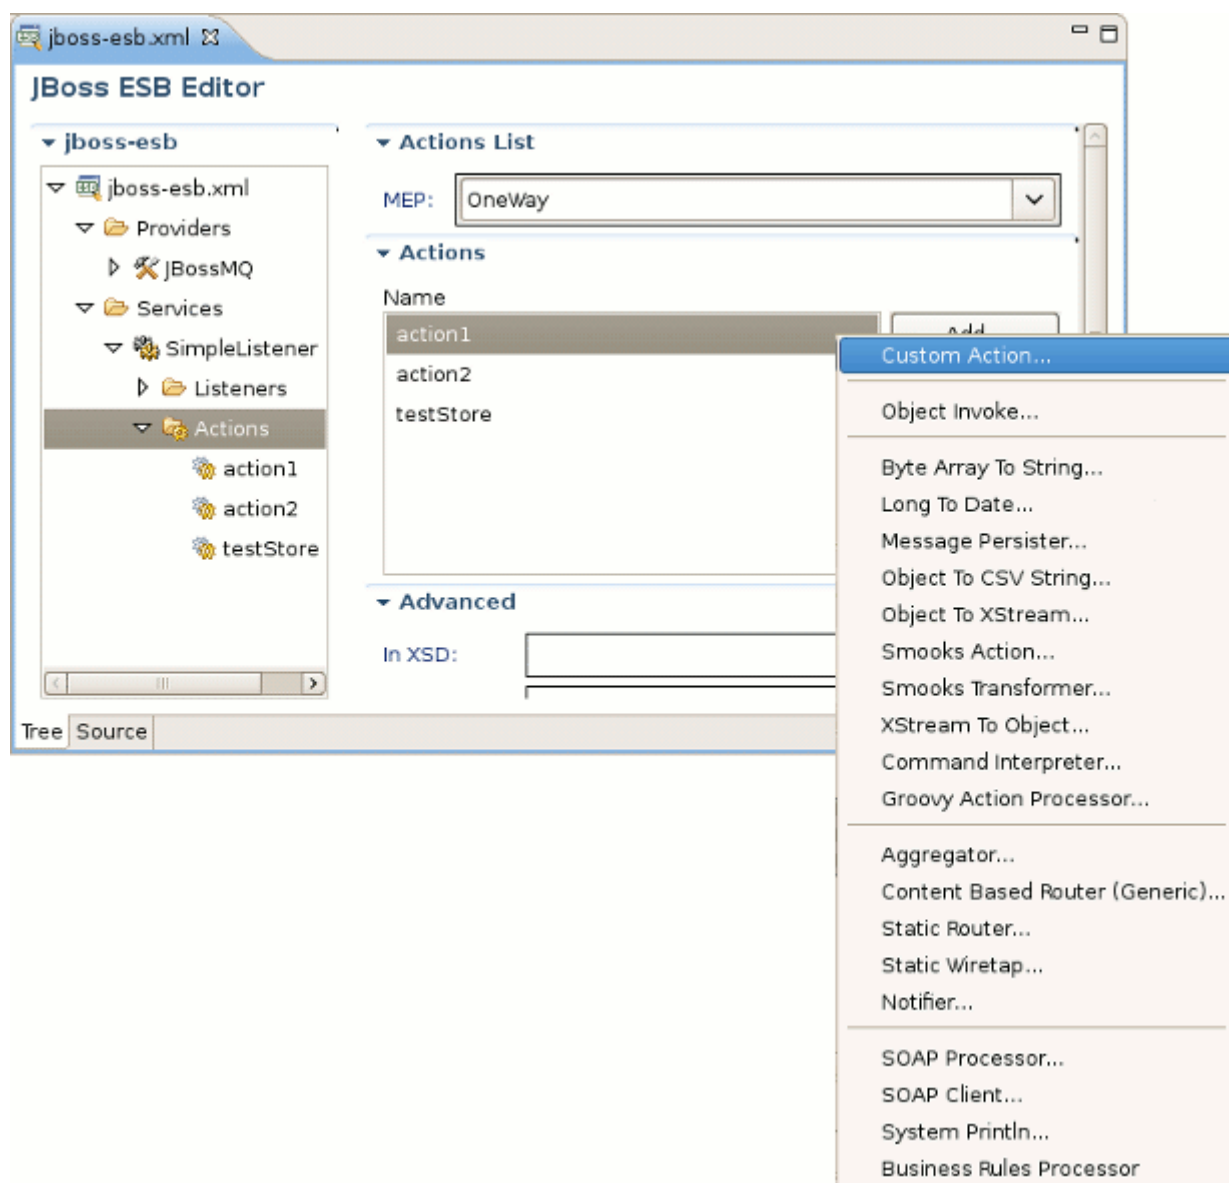 jboss-esb.xml
JBoss ESB Editor
jboss-esb
jboss-esb.xml
Providers
JBossMQ
Services
SimpleListener
Listeners
Actions
action1
action2
testStore
Actions List
MEP: OneWay
Actions
Name
action1
action2
testStore
Add...
Advanced
In XSD:
Tree Source
Custom Action...
Object Invoke...
Byte Array To String...
Long To Date...
Message Persister...
Object To CSV String...
Object To XStream...
Smooks Action...
Smooks Transformer...
XStream To Object...
Command Interpreter...
Groovy Action Processor...
Aggregator...
Content Based Router (Generic)...
Static Router...
Static Wiretap...
Notifier...
SOAP Processor...
SOAP Client...
System Println...
Business Rules Processor